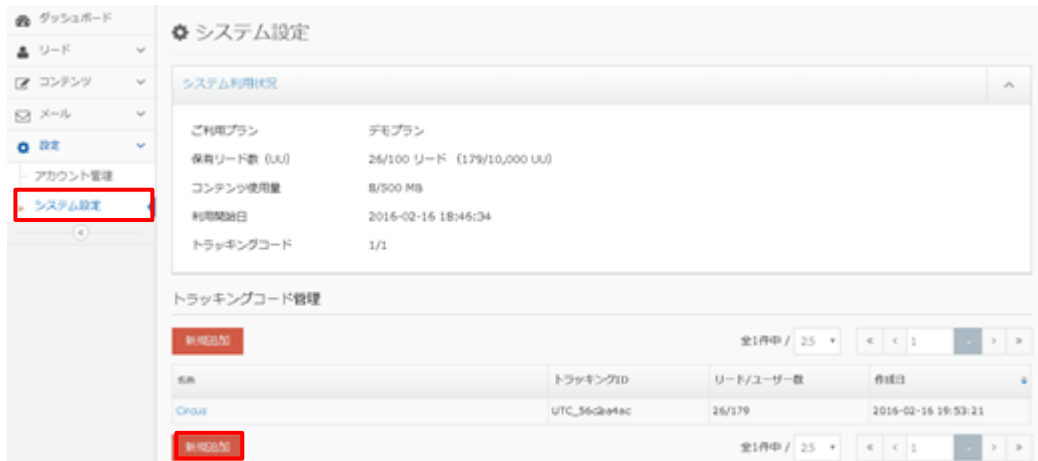 ダッシュボード
リード
コンテンツ
メール
設定
アカウント管理
システム設定
システム設定
システム利用状況
ご利用プラン デモプラン
保有リード数（UU） 26/100 リード （179/10,000 UU）
コンテンツ使用量 8/500 MB
利用開始日 2016-02-16 18:46:34
トラッキングコード 1/1
トラッキングコード管理
新規追加 全1件中 / 25 « < 1 > »
名称 トラッキングID リード/ユーザー数 作成日
Circus 26/179 2016-02-16 19:53:21
新規追加 全1件中 / 25 « < 1 > »